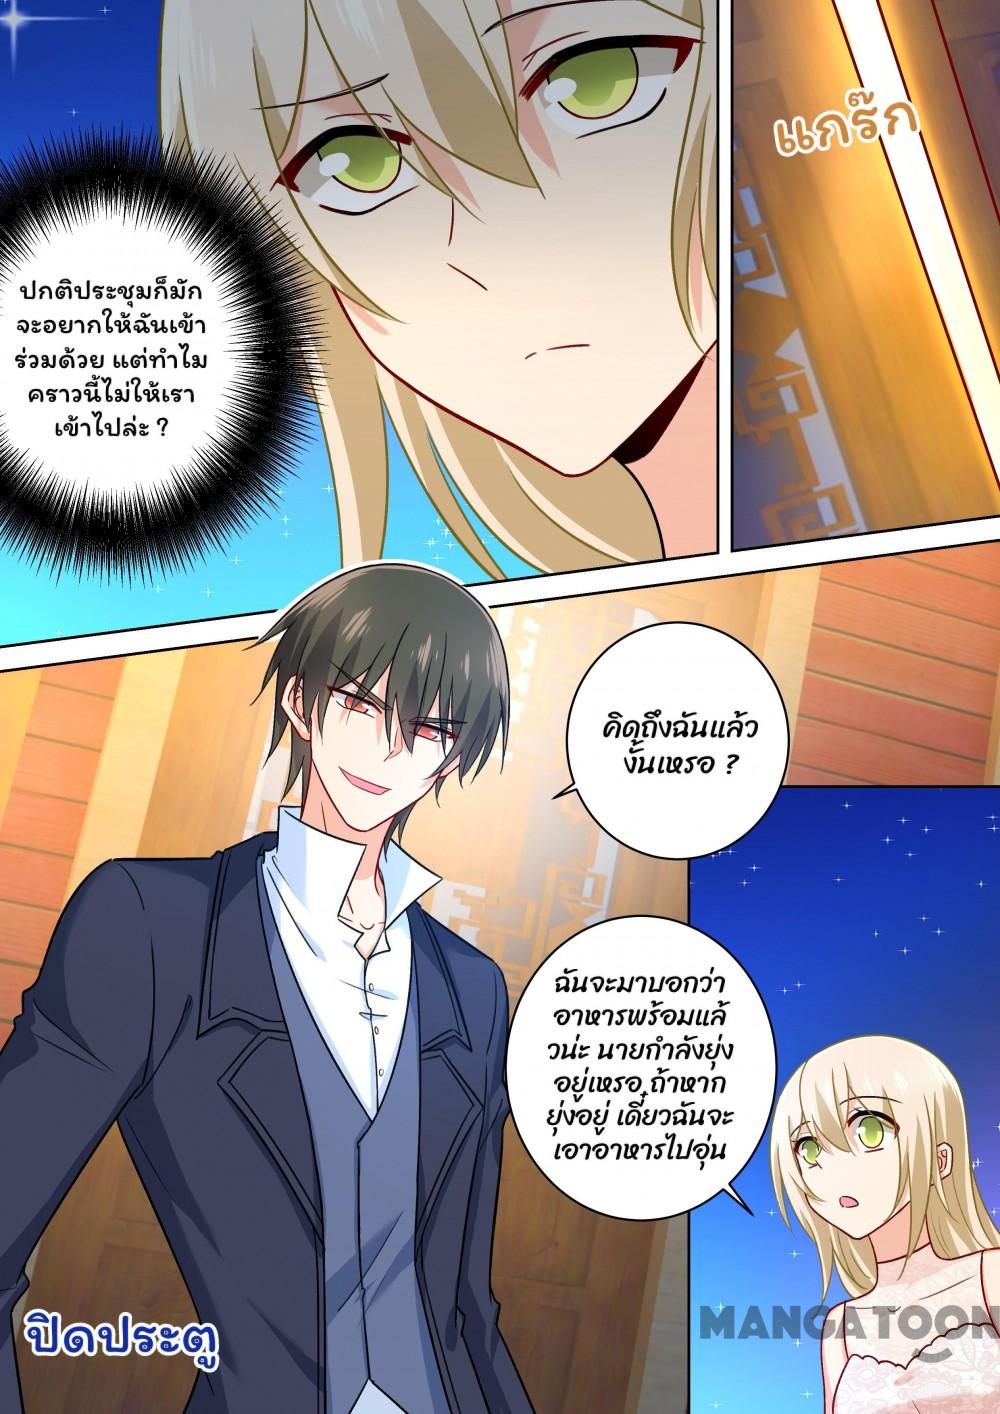 แกร๊ก
ปกติประชุมก็มัก
จะอยากให้ฉันเข้า
ร่วมด้วย แต่ทำไม
คราวนี้ไม่ให้เรา
เข้าไปล่ะ ?
คิดถึงฉันแล้ว
งั้นเหรอ ?
ฉันจะมาบอกว่า
อาหารพร้อมแล้
วน่ะ นายกำลังยุ่ง
อยู่เหรอ ถ้าหาก
ยุ่งอยู่ เดี๋ยวฉันจะ
เอาอาหารไปอุ่น
ปิดประตู
MANGATOON